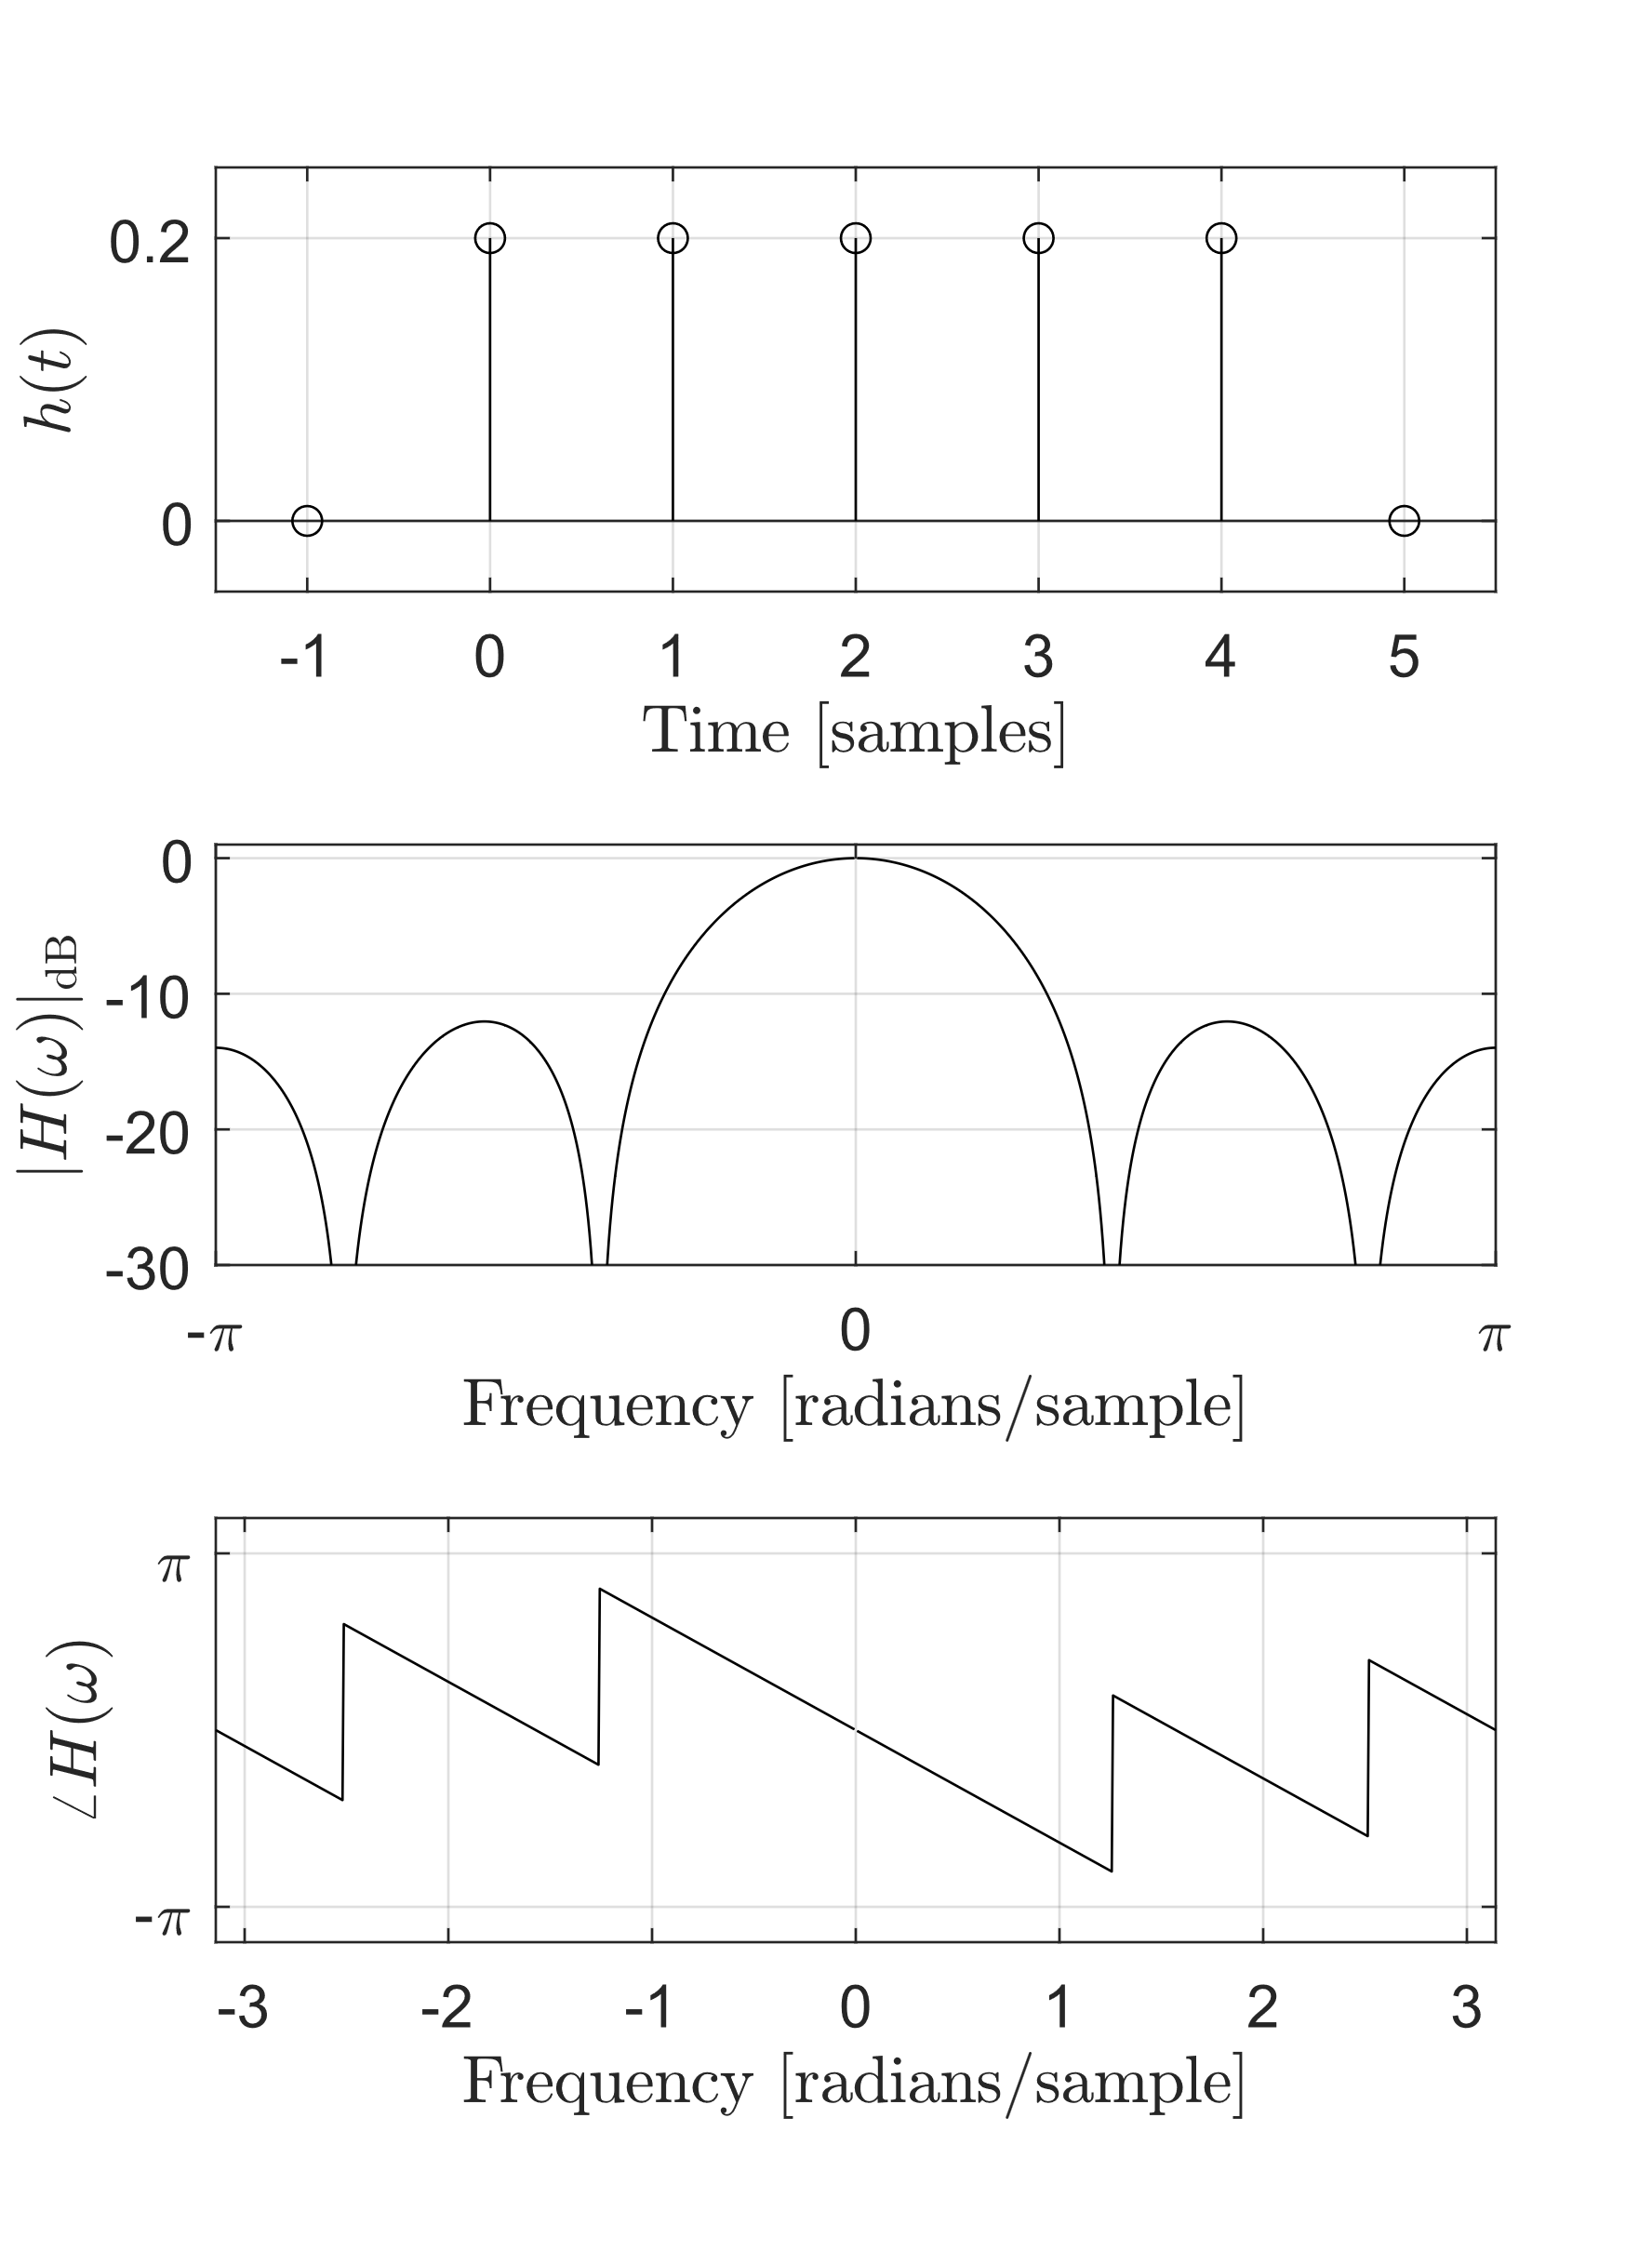 0.2
h(t)
0
-1 0 1 2 3 4 5
Time [samples]
0
|H(ω)|dB
-10
-20
-30
-π 0 π
Frequency [radians/sample]
π
∠H(ω)
-π
-3 -2 -1 0 1 2 3
Frequency [radians/sample]